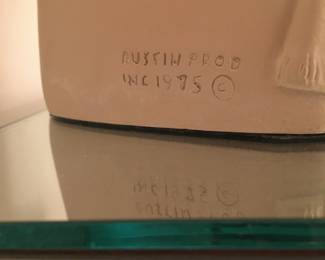 AUSTIN PROD
INC 1985 ©